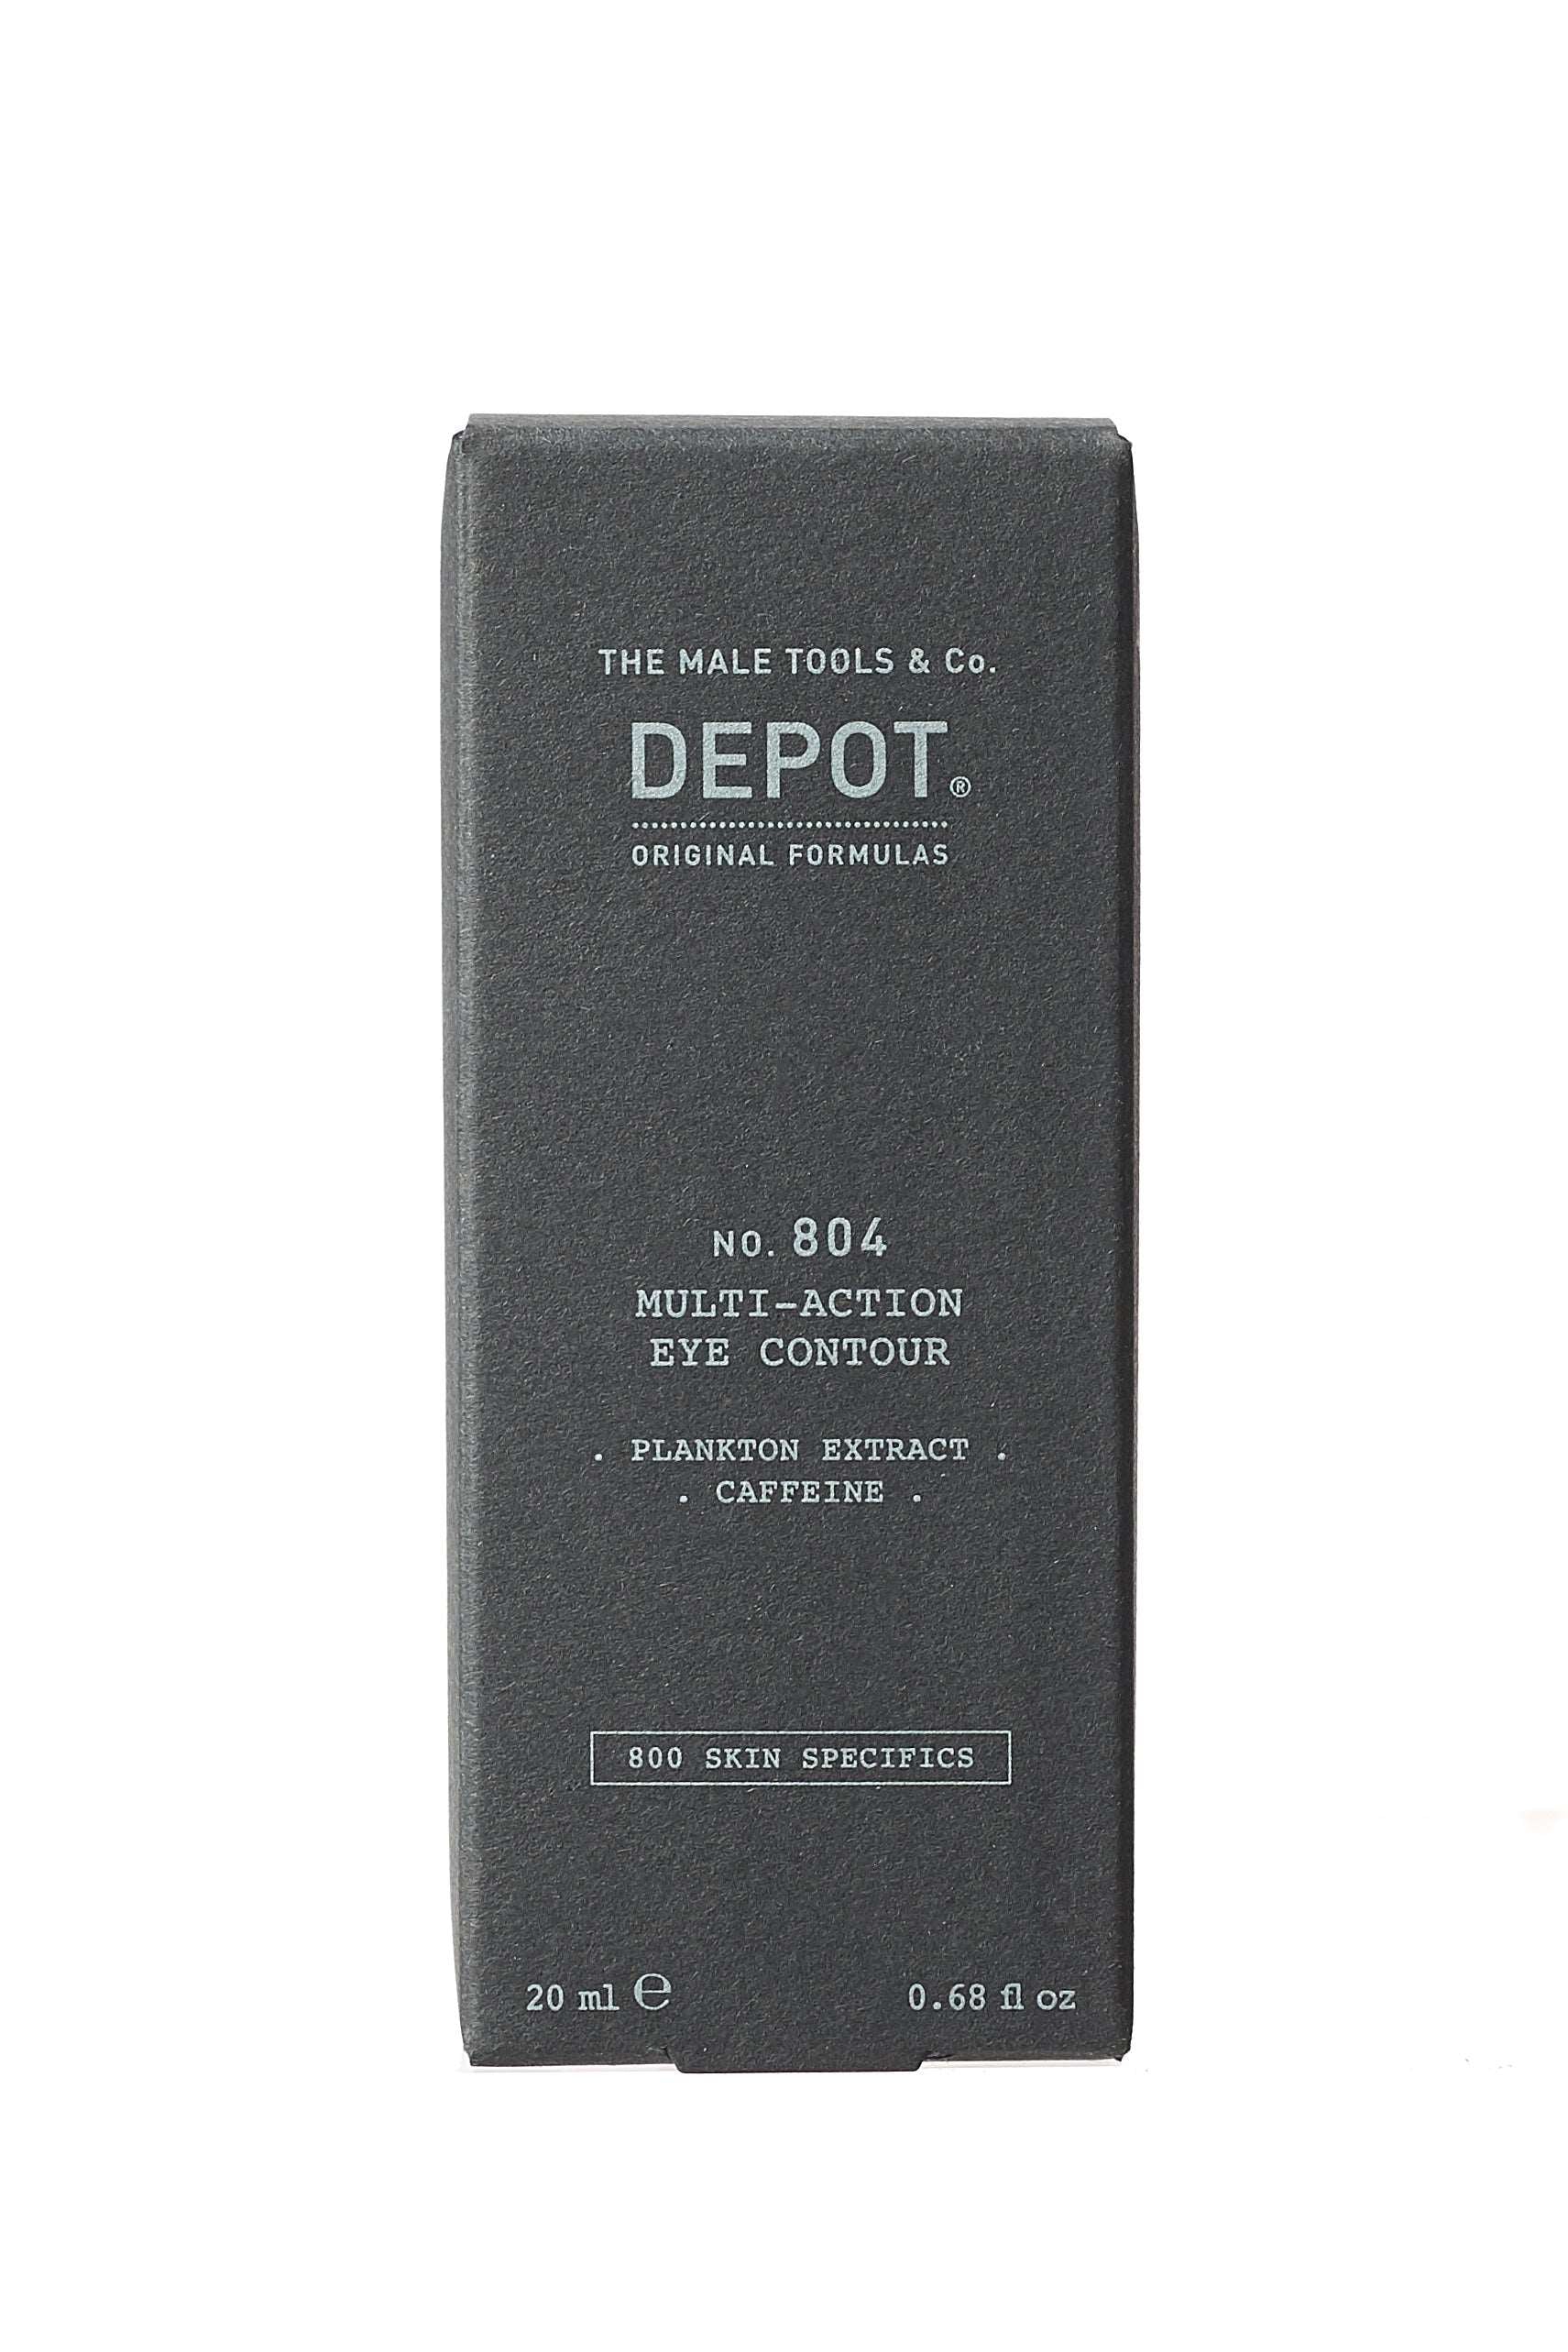 THE MALE TOOLS & Co.
DEPOT.®
ORIGINAL FORMULAS
NO. 804
MULTI-ACTION
EYE CONTOUR
. PLANKTON EXTRACT .
. CAFFEINE .
800 SKIN SPECIFICS
20 ml ℮ 0.68 fl oz